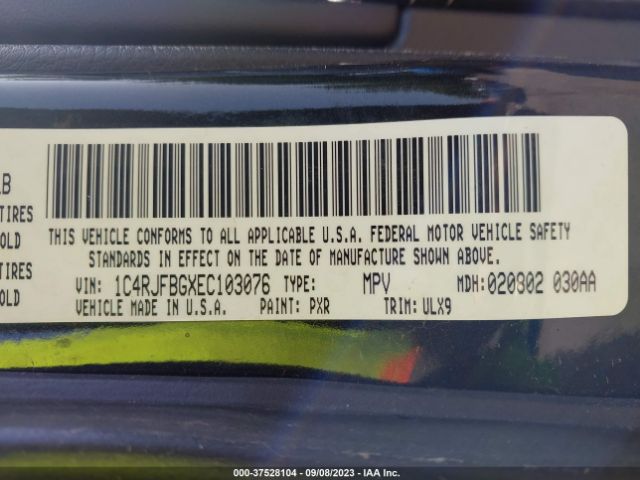 LB
TIRES
OLD
TIRES
OLD
THIS VEHICLE CONFORMS TO ALL APPLICABLE U.S.A. FEDERAL MOTOR VEHICLE SAFETY
STANDARDS IN EFFECT ON THE DATE OF MANUFACTURE SHOWN ABOVE.
VIN: 1C4RJFBGXEC103076 TYPE: MPV MDH: 020802 030AA
VEHICLE MADE IN U.S.A. PAINT: PXR TRIM: ULX9
000-37528104 - 09/08/2023 - IAA Inc.